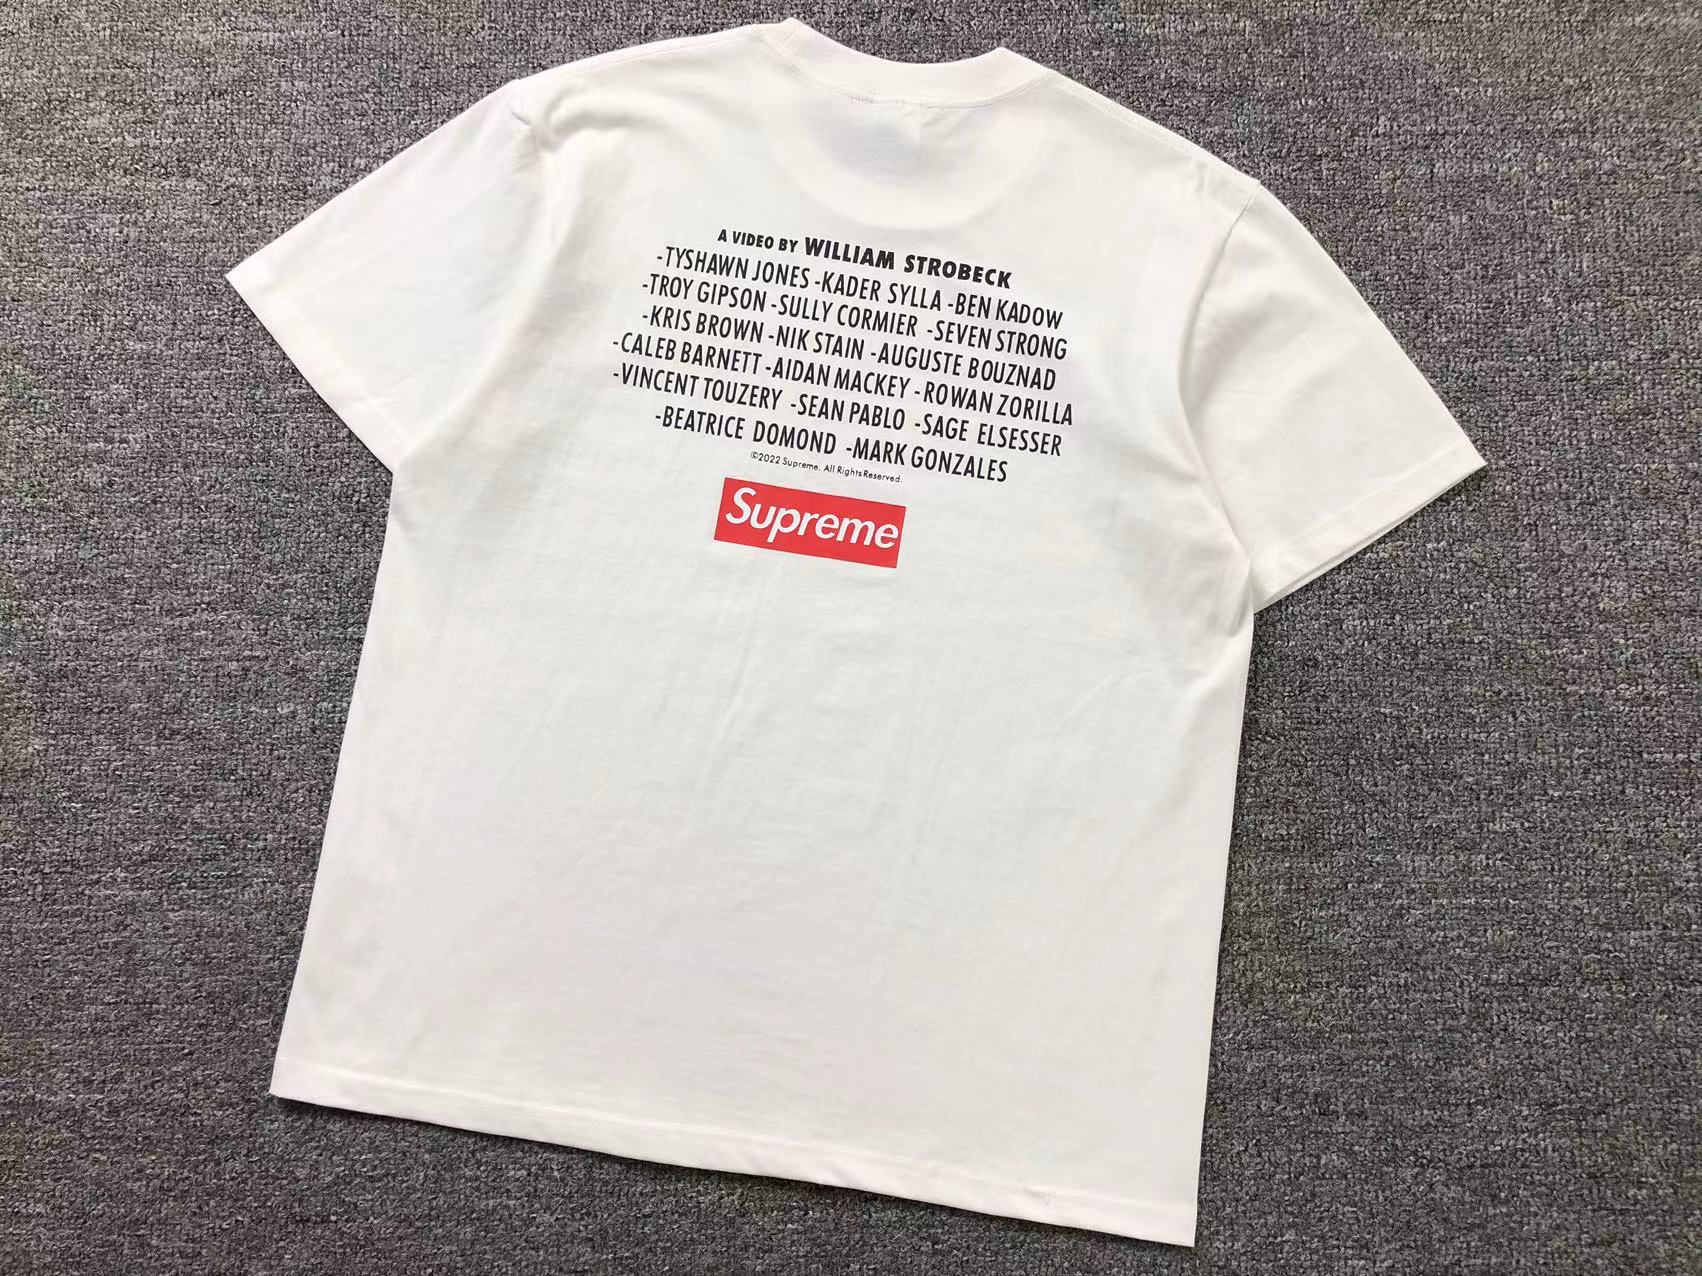 A VIDEO BY WILLIAM STROBECK
-TYSHAWN JONES -KADER SYLLA -BEN KADOW
-TROY GIPSON -SULLY CORMIER -SEVEN STRONG
-KRIS BROWN -NIK STAIN -AUGUSTE BOUZNAD
-CALEB BARNETT -AIDAN MACKEY -ROWAN ZORILLA
-VINCENT TOUZERY -SEAN PABLO -SAGE ELSESSER
-BEATRICE DOMOND -MARK GONZALES
©2022 Supreme. All Rights Reserved.
Supreme